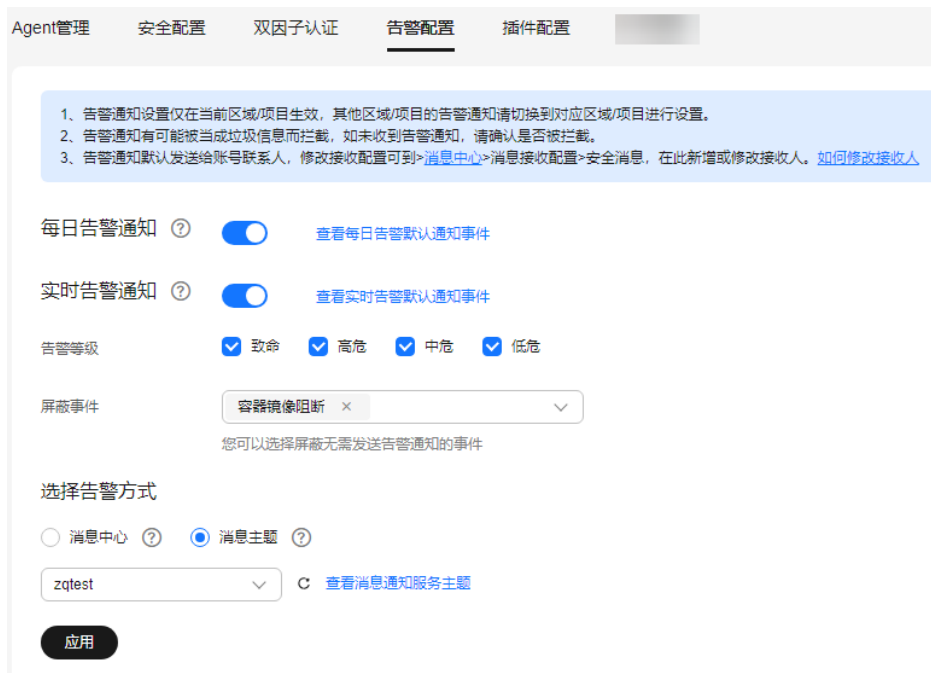 Agent管理 安全配置 双因子认证 告警配置 插件配置
1、告警通知设置仅在当前区域/项目生效，其他区域/项目的告警通知请切换到对应区域/项目进行设置。
2、告警通知有可能被当成垃圾信息而拦截，如未收到告警通知，请确认是否被拦截。
3、告警通知默认发送给账号联系人，修改接收配置可到>消息中心>消息接收配置>安全消息，在此新增或修改接收人。如何修改接收人
每日告警通知 ? 查看每日告警默认通知事件
实时告警通知 ? 查看实时告警默认通知事件
告警等级 致命 高危 中危 低危
屏蔽事件 容器镜像阻断 ×
您可以选择屏蔽无需发送告警通知的事件
选择告警方式
消息中心 ? 消息主题 ?
zqtest 查看消息通知服务主题
应用